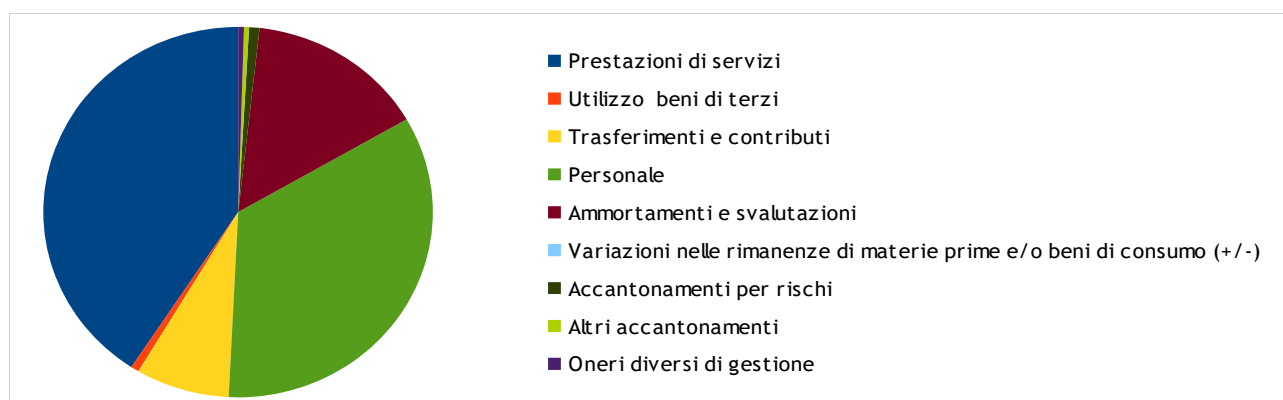 Prestazioni di servizi
Utilizzo beni di terzi
Trasferimenti e contributi
Personale
Ammortamenti e svalutazioni
Variazioni nelle rimanenze di materie prime e/o beni di consumo (+/-)
Accantonamenti per rischi
Altri accantonamenti
Oneri diversi di gestione